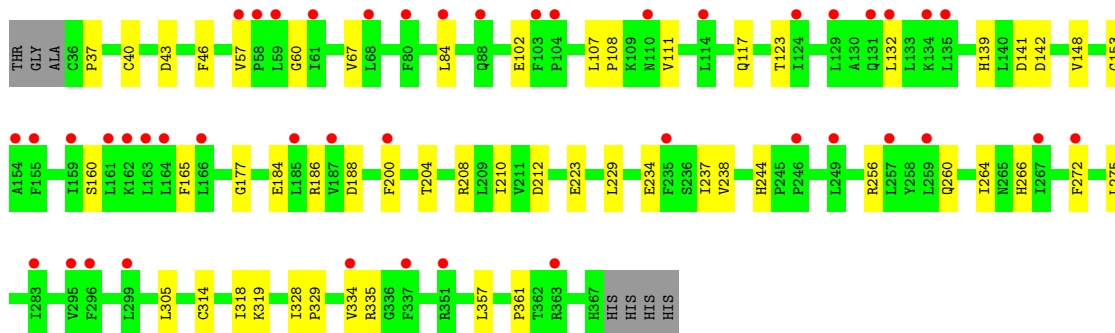 THR GLY ALA C36 P37 C40 D43 F46 V57 P58 L59 G60 I61 V67 L68 F80 L84 Q88 E102 F103 P104 L107 P108 K109 N110 V111 L114 Q117 T123 I124 L129 A130 Q131 L132 L133 K134 L135 H139 L140 D141 D142 V148 G153
A154 F155 I159 S160 L161 K162 L163 L164 F165 L166 G177 E184 L185 R186 V187 D188 F200 T204 R208 L209 I210 V211 D212 E223 L229 E234 F235 S236 I237 V238 H244 P245 P246 L249 R256 L257 Y258 L259 Q260 I264 N265 H266 I267 F272 L275
I283 V295 F296 L299 L305 C314 I318 K319 I328 P329 V334 R335 G336 F337 R351 L357 P361 T362 R363 H367 HIS HIS HIS HIS